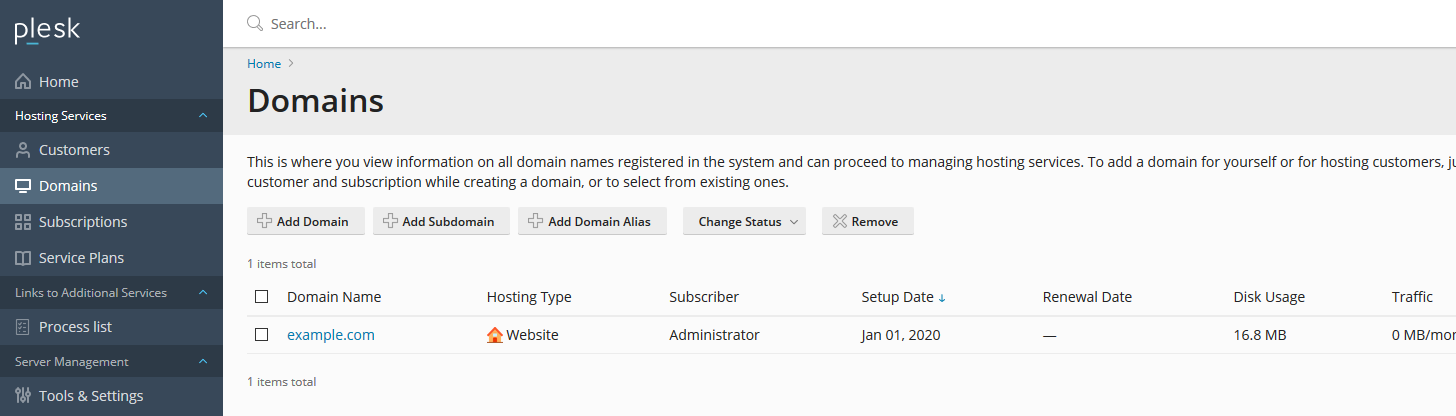 plesk
Search...
Home
Hosting Services
Customers
Domains
Subscriptions
Service Plans
Links to Additional Services
Process list
Server Management
Tools & Settings
Home
Domains
This is where you view information on all domain names registered in the system and can proceed to managing hosting services. To add a domain for yourself or for hosting customers,
customer and subscription while creating a domain, or to select from existing ones.
Add Domain Add Subdomain Add Domain Alias Change Status Remove
1 items total
Domain Name Hosting Type Subscriber Setup Date ↓ Renewal Date Disk Usage Traffic
example.com Website Administrator Jan 01, 2020 — 16.8 MB 0
1 items total